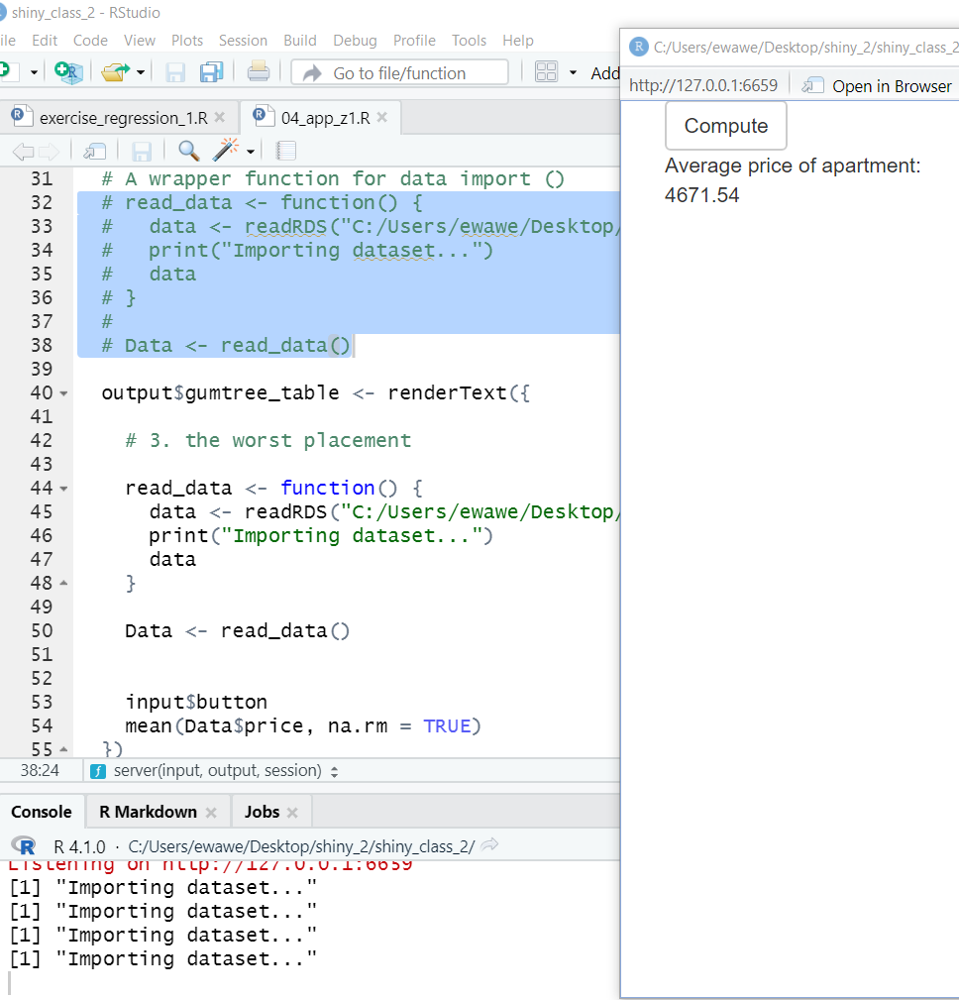 shiny_class_2 - RStudio
ile Edit Code View Plots Session Build Debug Profile Tools Help
Go to file/function
Add
exercise_regression_1.R
04_app_z1.R
31 # A wrapper function for data import ()
32 # read_data <- function() {
33 #   data <- readRDS("C:/Users/ewawe/Desktop/
34 #   print("Importing dataset...")
35 #   data
36 # }
37 #
38 # Data <- read_data()
39
40 output$gumtree_table <- renderText({
41
42   # 3. the worst placement
43
44   read_data <- function() {
45     data <- readRDS("C:/Users/ewawe/Desktop/
46     print("Importing dataset...")
47     data
48   }
49
50   Data <- read_data()
51
52
53   input$button
54   mean(Data$price, na.rm = TRUE)
55 })
38:24 server(input, output, session)
Console R Markdown Jobs
R 4.1.0 · C:/Users/ewawe/Desktop/shiny_2/shiny_class_2/
Listening on http://127.0.0.1:6659
[1] "Importing dataset..."
[1] "Importing dataset..."
[1] "Importing dataset..."
[1] "Importing dataset..."
C:/Users/ewawe/Desktop/shiny_2/shiny_class_2
http://127.0.0.1:6659 Open in Browser
Compute
Average price of apartment:
4671.54